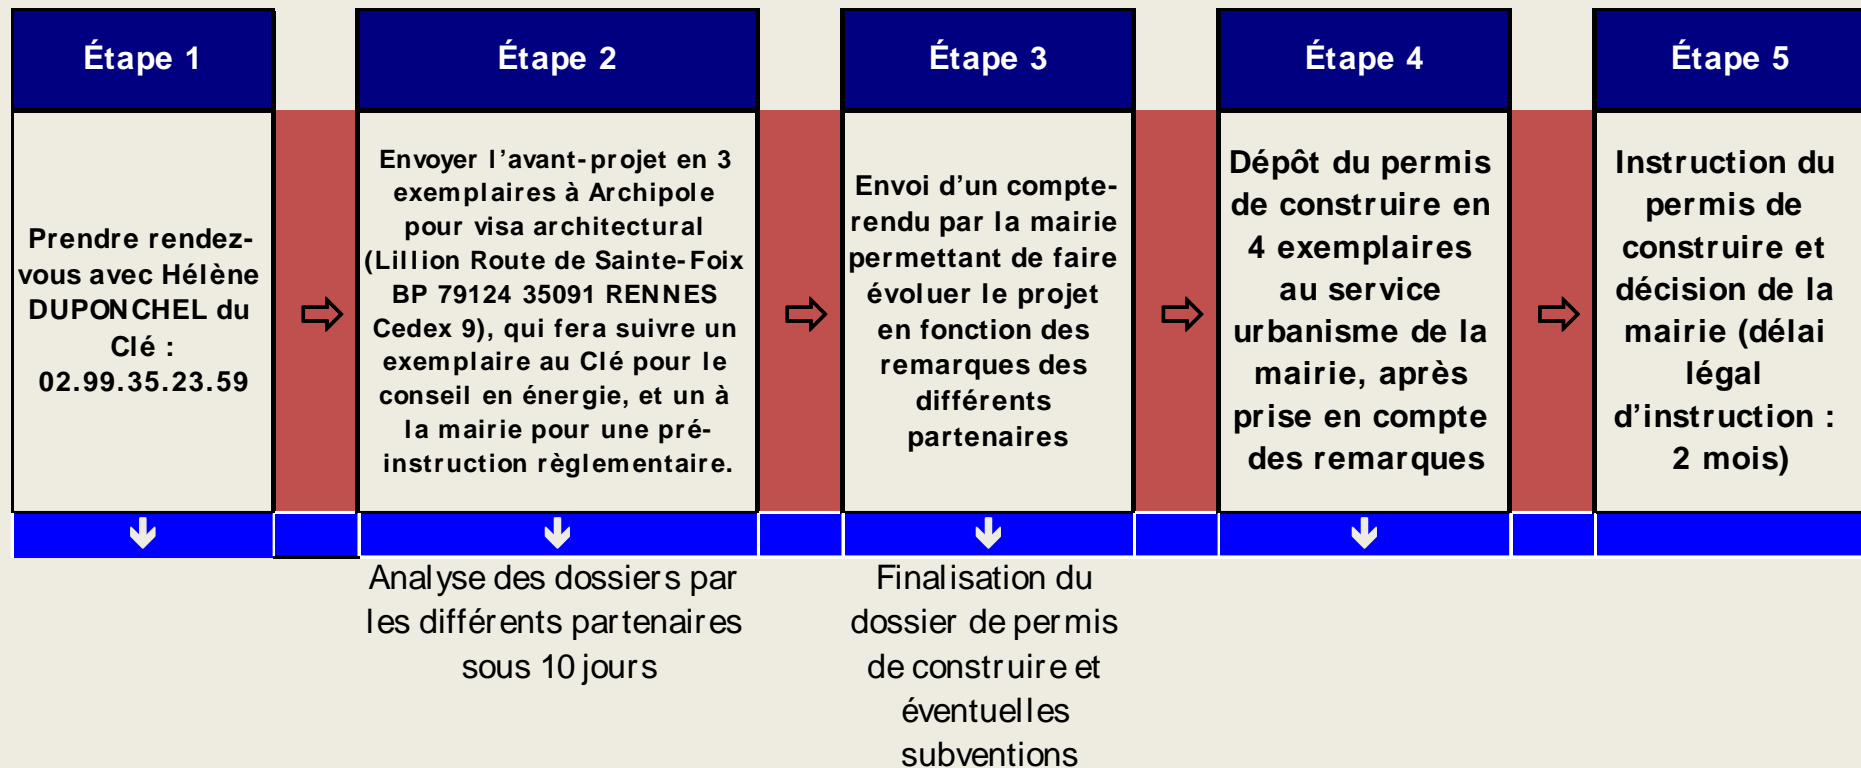 Étape 1
Prendre rendez-
vous avec Hélène
DUPONCHEL du
Clé :
02.99.35.23.59
Étape 2
Envoyer l’avant-projet en 3
exemplaires à Archipole
pour visa architectural
(Lillion Route de Sainte-Foix
BP 79124 35091 RENNES
Cedex 9), qui fera suivre un
exemplaire au Clé pour le
conseil en énergie, et un à
la mairie pour une pré-
instruction règlementaire.
Analyse des dossiers par
les différents partenaires
sous 10 jours
Étape 3
Envoi d’un compte-
rendu par la mairie
permettant de faire
évoluer le projet
en fonction des
remarques des
différents
partenaires
Finalisation du
dossier de permis
de construire et
éventuelles
subventions
Étape 4
Dépôt du permis
de construire en
4 exemplaires
au service
urbanisme de la
mairie, après
prise en compte
des remarques
Étape 5
Instruction du
permis de
construire et
décision de la
mairie (délai
légal
d’instruction :
2 mois)